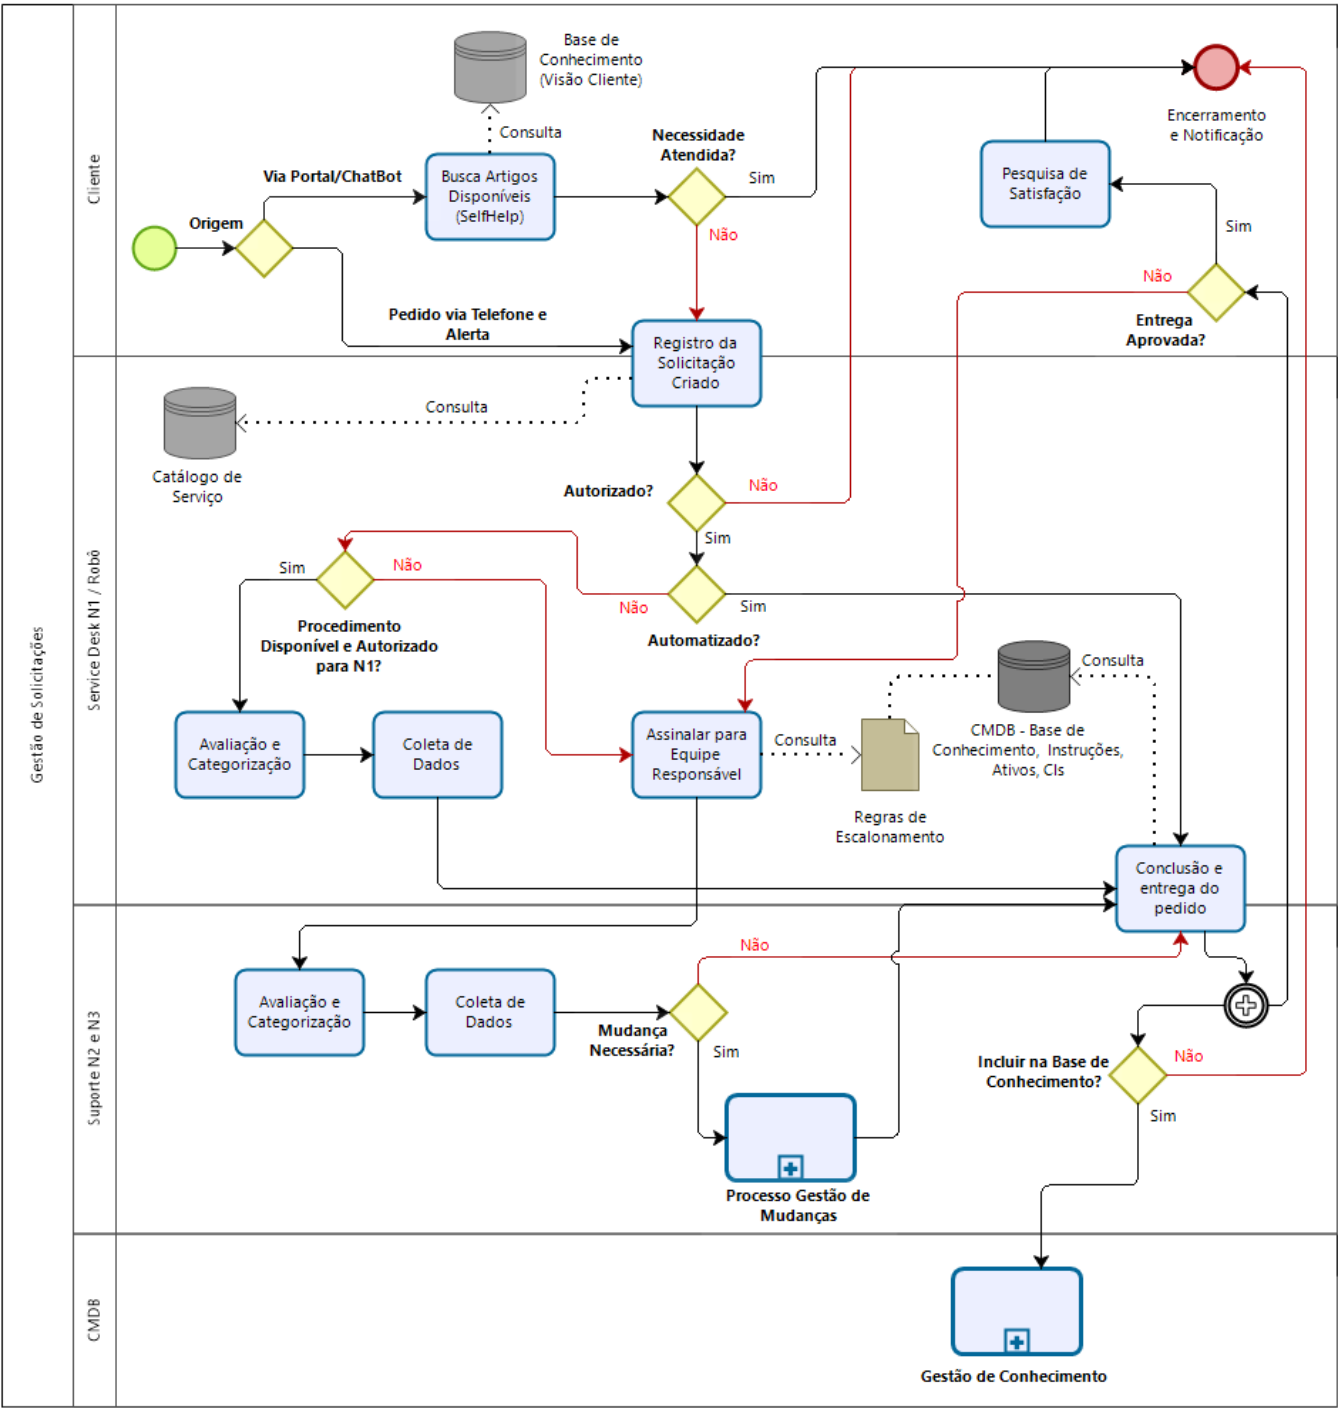 Gestão de Solicitações
Cliente
Base de
Conhecimento
(Visão Cliente)
Consulta
Origem
Via Portal/ChatBot
Busca Artigos
Disponíveis
(SelfHelp)
Necessidade
Atendida?
Sim
Não
Encerramento
e Notificação
Pesquisa de
Satisfação
Sim
Não
Entrega
Aprovada?
Pedido via Telefone e
Alerta
Registro da
Solicitação
Criado
Service Desk N1 / Robô
Consulta
Catálogo de
Serviço
Autorizado?
Não
Sim
Automatizado?
Não
Sim
Sim
Não
Procedimento
Disponível e Autorizado
para N1?
Avaliação e
Categorização
Coleta de
Dados
Assinalar para
Equipe
Responsável
Consulta
Regras de
Escalonamento
Consulta
CMDB - Base de
Conhecimento, Instruções,
Ativos, CIs
Conclusão e
entrega do
pedido
Suporte N2 e N3
Avaliação e
Categorização
Coleta de
Dados
Mudança
Necessária?
Não
Sim
Processo Gestão de
Mudanças
Incluir na Base de
Conhecimento?
Não
Sim
CMDB
Gestão de Conhecimento